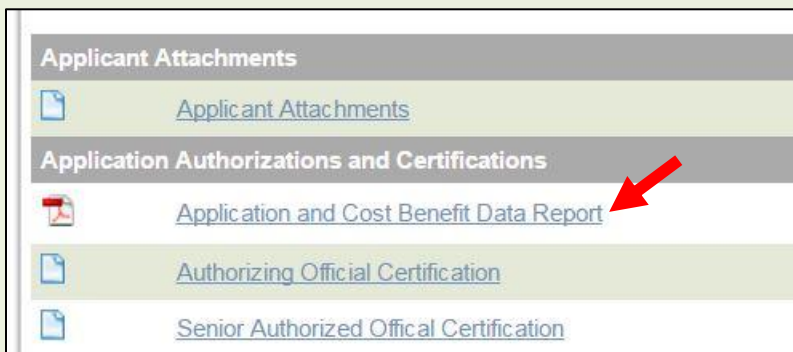 Applicant Attachments
Applicant Attachments
Application Authorizations and Certifications
Application and Cost Benefit Data Report
Authorizing Official Certification
Senior Authorized Offical Certification